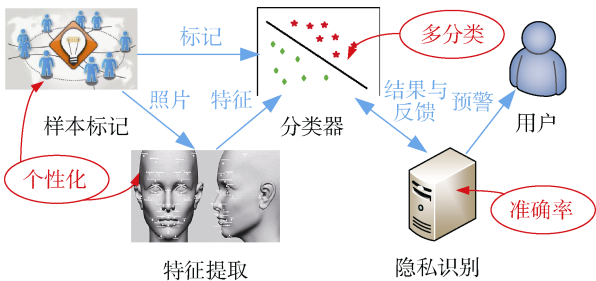 标记
多分类
照片
特征
结果与
反馈
预警
样本标记
分类器
用户
个性化
准确率
特征提取
隐私识别